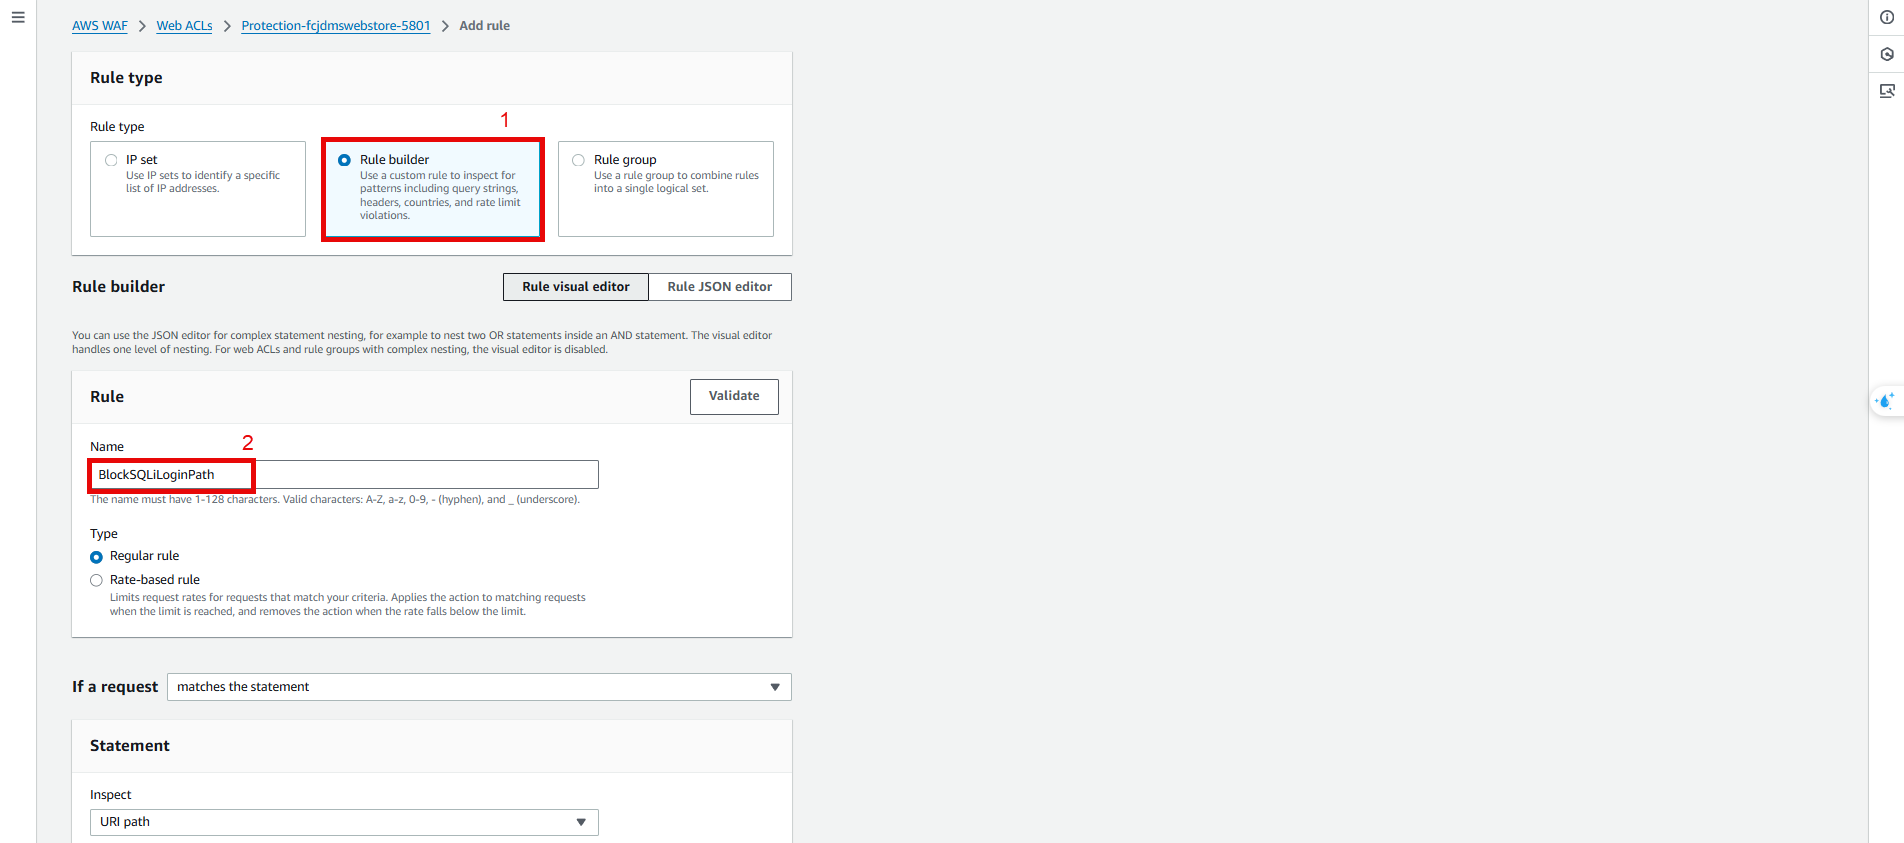 AWS WAF > Web ACLs > Protection-fcjdmswebstore-5801 > Add rule
Rule type
1
Rule type
IP set
Use IP sets to identify a specific
list of IP addresses.
Rule builder
Use a custom rule to inspect for
patterns including query strings,
headers, countries, and rate limit
violations.
Rule group
Use a rule group to combine rules
into a single logical set.
Rule builder
Rule visual editor
Rule JSON editor
You can use the JSON editor for complex statement nesting, for example to nest two OR statements inside an AND statement. The visual editor
handles one level of nesting. For web ACLs and rule groups with complex nesting, the visual editor is disabled.
Rule
Validate
Name
2
BlockSQLiLoginPath
The name must have 1-128 characters. Valid characters: A-Z, a-z, 0-9, - (hyphen), and _ (underscore).
Type
Regular rule
Rate-based rule
Limits request rates for requests that match your criteria. Applies the action to matching requests
when the limit is reached, and removes the action when the rate falls below the limit.
If a request
matches the statement
Statement
Inspect
URI path